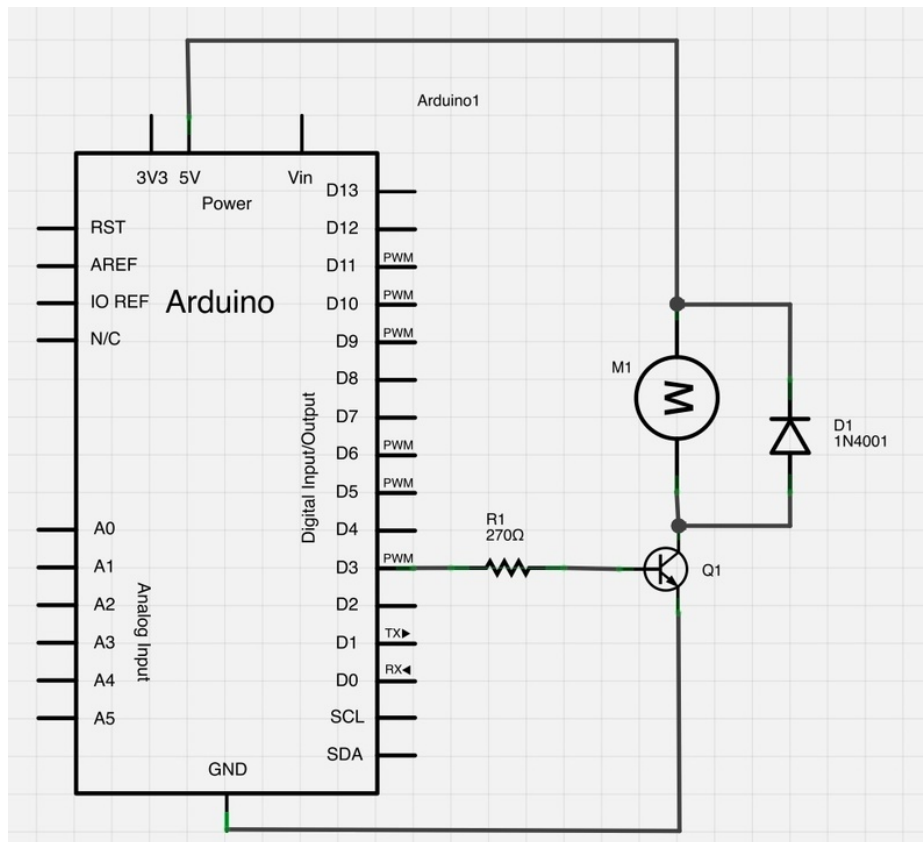 Arduino1
3V3 5V Vin
Power
Arduino
RST
AREF
IO REF
N/C
A0
A1
A2
A3
A4
A5
Analog Input
Digital Input/Output
D13
D12
D11 PWM
D10 PWM
D9 PWM
D8
D7
D6 PWM
D5 PWM
D4
D3 PWM
D2
D1 TX▶
D0 RX◀
SCL
SDA
GND
R1
270Ω
M1
M
D1
1N4001
Q1